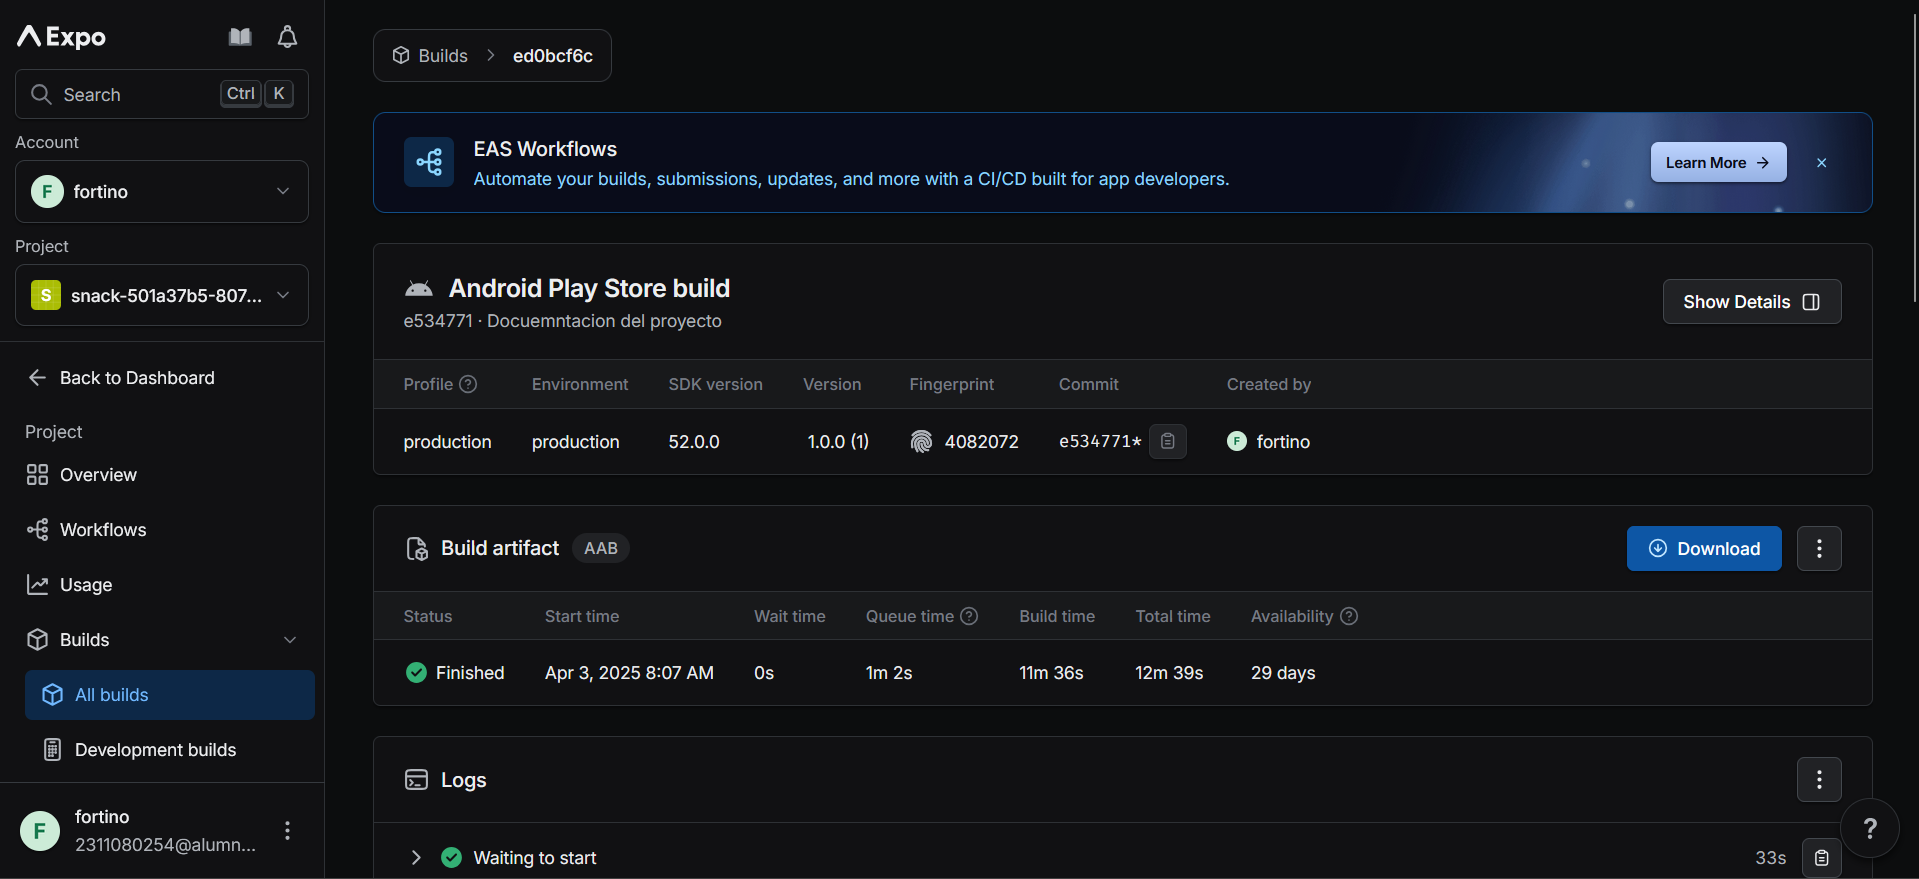 Expo
Search Ctrl K
Account
F fortino
Project
S snack-501a37b5-807...
Back to Dashboard
Project
Overview
Workflows
Usage
Builds
All builds
Development builds
F fortino
2311080254@alumn...
Builds > ed0bcf6c
EAS Workflows
Automate your builds, submissions, updates, and more with a CI/CD built for app developers.
Learn More → ×
Android Play Store build
e534771 · Docuemntacion del proyecto
Show Details
Profile ? Environment SDK version Version Fingerprint Commit Created by
production production 52.0.0 1.0.0 (1) 4082072 e534771* F fortino
Build artifact AAB
Download
Status Start time Wait time Queue time ? Build time Total time Availability ?
Finished Apr 3, 2025 8:07 AM 0s 1m 2s 11m 36s 12m 39s 29 days
Logs
?
Waiting to start 33s